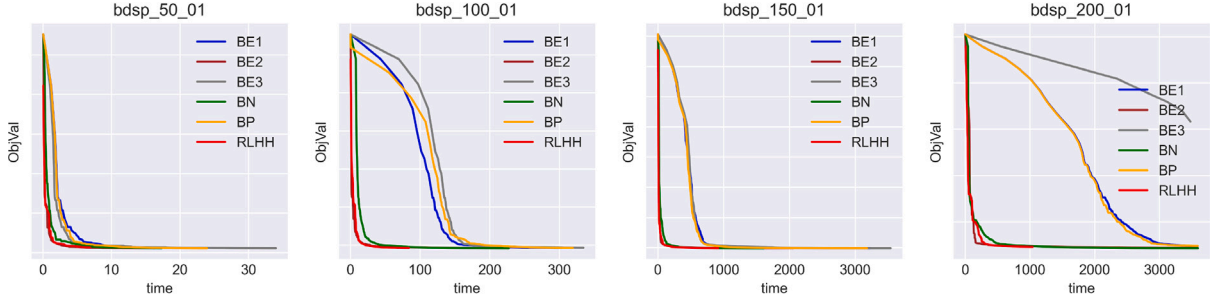 bdsp_50_01
ObjVal
BE1
BE2
BE3
BN
BP
RLHH
0 10 20 30
time
bdsp_100_01
ObjVal
BE1
BE2
BE3
BN
BP
RLHH
0 100 200 300
time
bdsp_150_01
ObjVal
BE1
BE2
BE3
BN
BP
RLHH
0 1000 2000 3000
time
bdsp_200_01
ObjVal
BE1
BE2
BE3
BN
BP
RLHH
0 1000 2000 3000
time